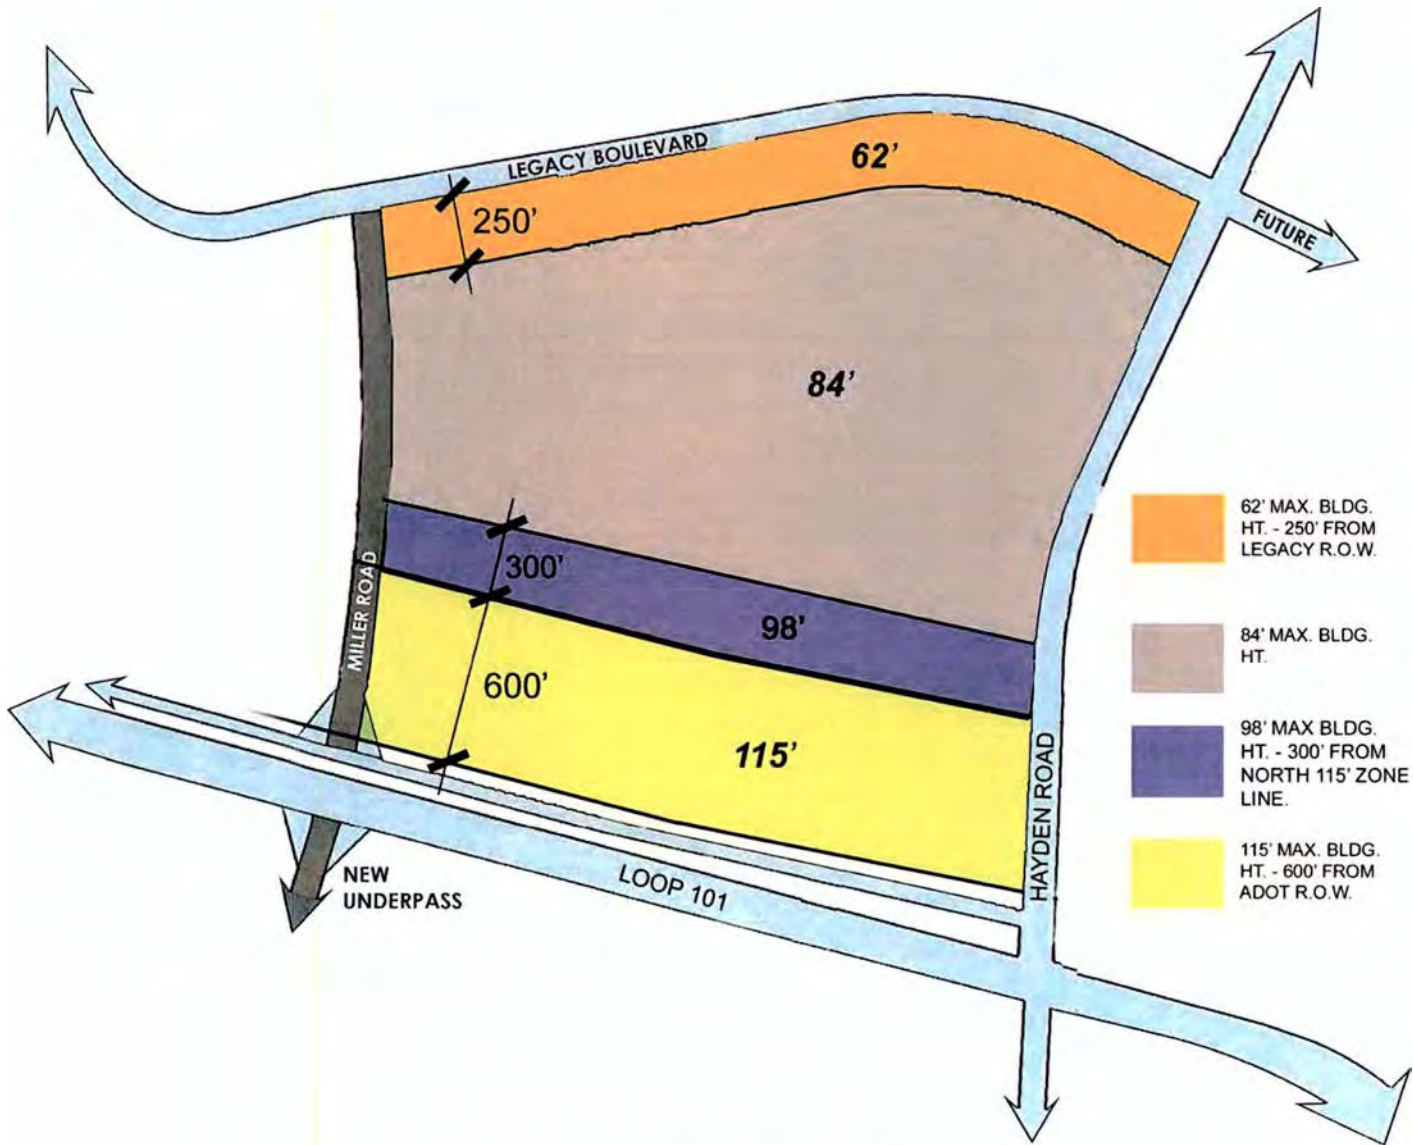 LEGACY BOULEVARD
62'
250'
FUTURE
84'
300'
98'
MILLER ROAD
600'
115'
HAYDEN ROAD
LOOP 101
NEW
UNDERPASS
62' MAX. BLDG.
HT. - 250' FROM
LEGACY R.O.W.
84' MAX. BLDG.
HT.
98' MAX BLDG.
HT. - 300' FROM
NORTH 115' ZONE
LINE.
115' MAX. BLDG.
HT. - 600' FROM
ADOT R.O.W.